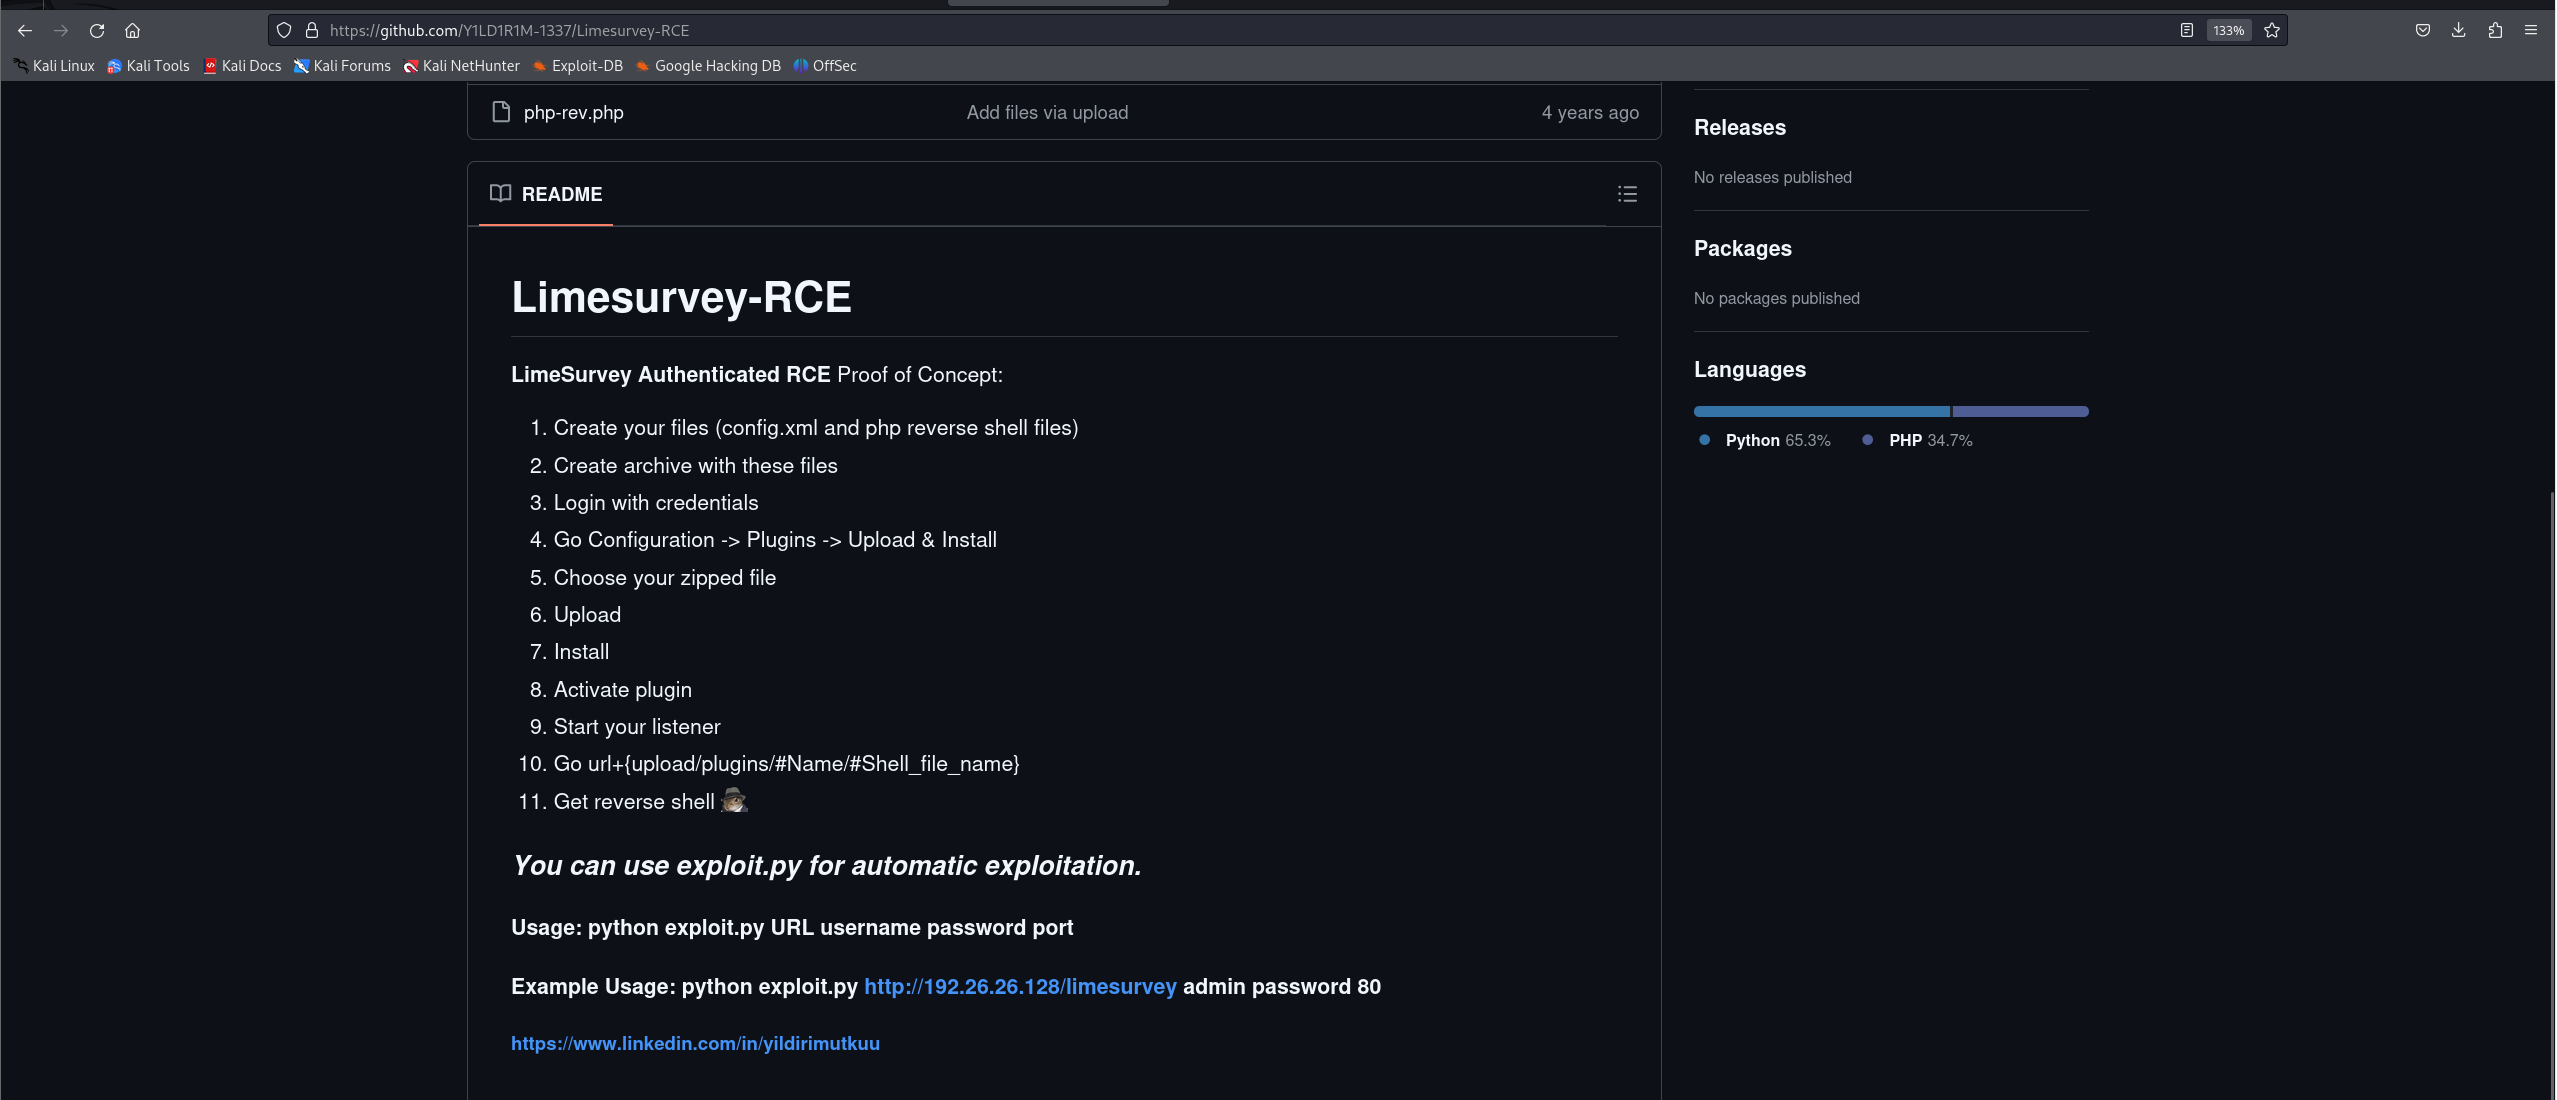 https://github.com/Y1LD1R1M-1337/Limesurvey-RCE
133%
Kali Linux Kali Tools Kali Docs Kali Forums Kali NetHunter Exploit-DB Google Hacking DB OffSec
php-rev.php Add files via upload 4 years ago
README
Limesurvey-RCE
LimeSurvey Authenticated RCE Proof of Concept:
1. Create your files (config.xml and php reverse shell files)
2. Create archive with these files
3. Login with credentials
4. Go Configuration -> Plugins -> Upload & Install
5. Choose your zipped file
6. Upload
7. Install
8. Activate plugin
9. Start your listener
10. Go url+{upload/plugins/#Name/#Shell_file_name}
11. Get reverse shell
You can use exploit.py for automatic exploitation.
Usage: python exploit.py URL username password port
Example Usage: python exploit.py http://192.26.26.128/limesurvey admin password 80
https://www.linkedin.com/in/yildirimutkuu
Releases
No releases published
Packages
No packages published
Languages
Python 65.3% PHP 34.7%